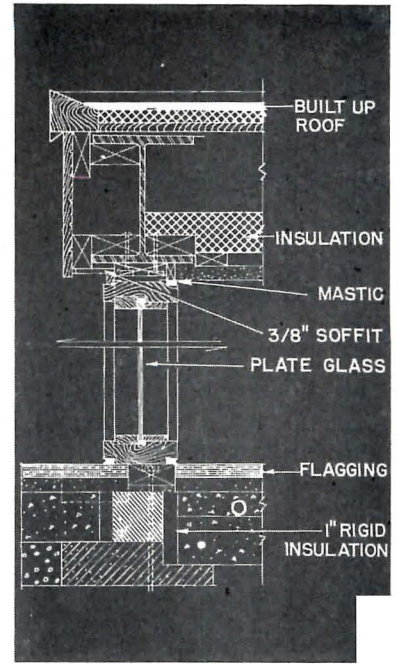 BUILT UP
ROOF
INSULATION
MASTIC
3/8" SOFFIT
PLATE GLASS
FLAGGING
1" RIGID
INSULATION